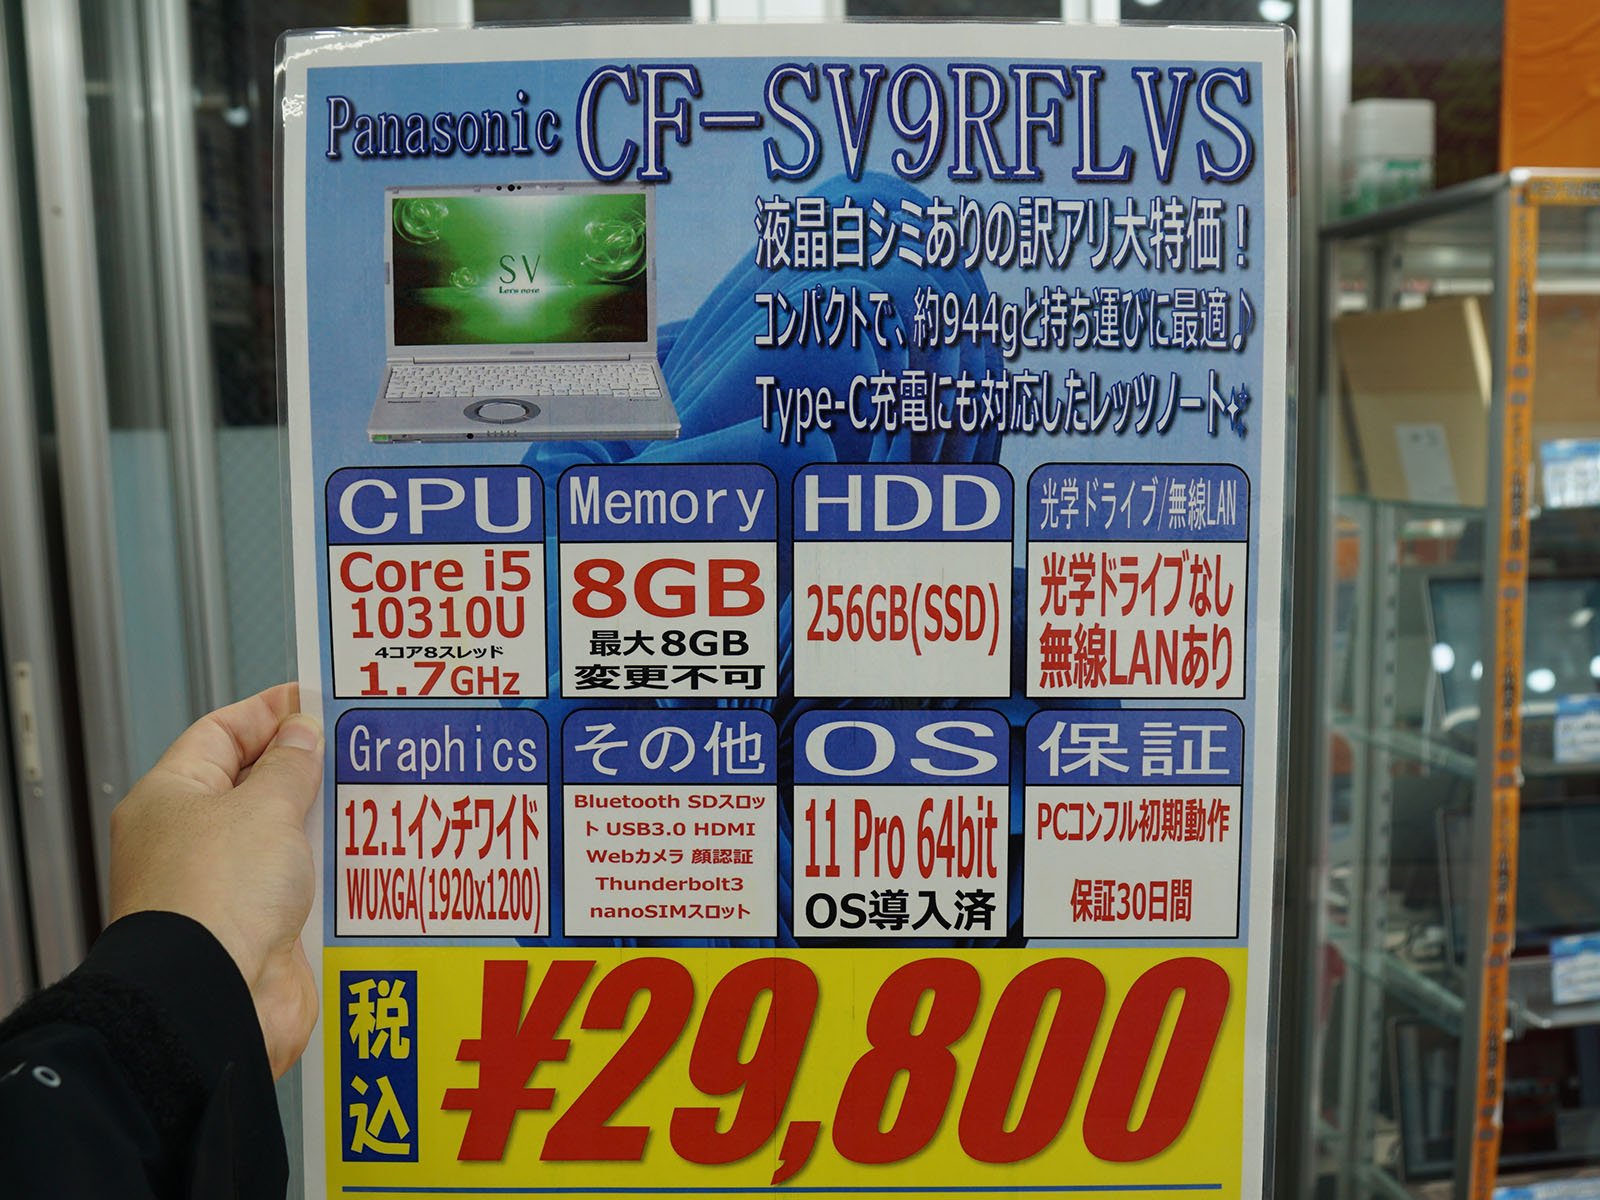 Panasonic CF-SV9RFLVS
液晶白シミありの訳アリ大特価！
コンパクトで、約944gと持ち運びに最適♪
Type-C充電にも対応したレッツノート✨
SV
Let's note
CPU
Core i5
10310U
4コア8スレッド
1.7GHz
Memory
8GB
最大8GB
変更不可
HDD
256GB(SSD)
光学ドライブ/無線LAN
光学ドライブなし
無線LANあり
Graphics
12.1インチワイド
WUXGA(1920x1200)
その他
Bluetooth SDスロッ
ト USB3.0 HDMI
Webカメラ 顔認証
Thunderbolt3
nanoSIMスロット
OS
11 Pro 64bit
OS導入済
保証
PCコンフル初期動作
保証30日間
税込
¥29,800